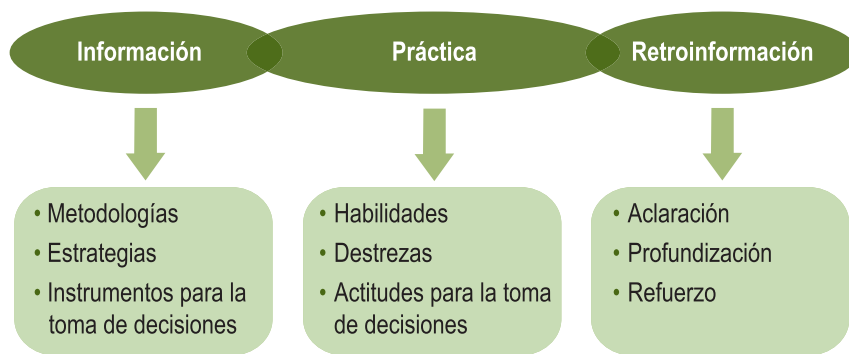 Información
Práctica
Retroinformación
• Metodologías
• Estrategias
• Instrumentos para la
toma de decisiones
• Habilidades
• Destrezas
• Actitudes para la toma
de decisiones
• Aclaración
• Profundización
• Refuerzo